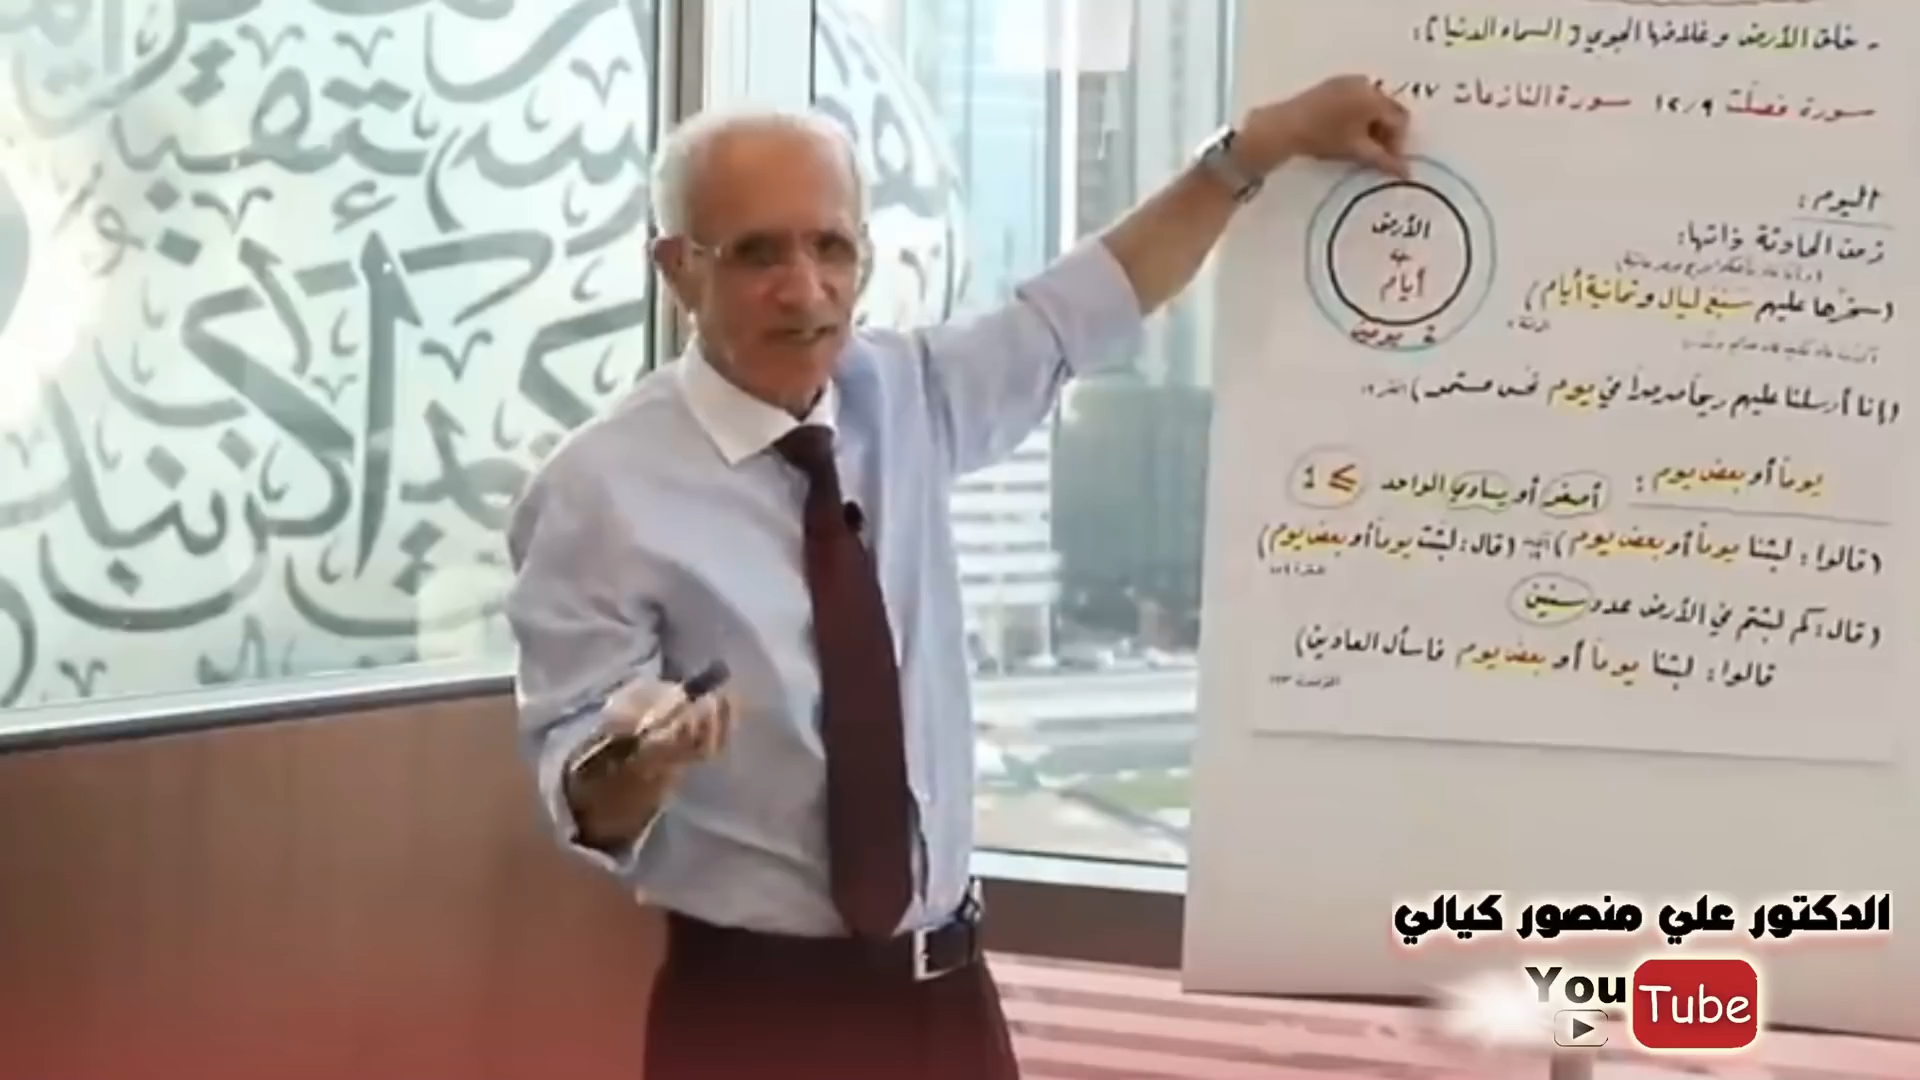 - خلق الأرض وغلافها الجوي (السماء الدنيا):
سورة فصلت ١٢/٩ سورة النازعات ٢٧/
اليوم:
زمن الحادثة ذاتها:
(سخرها عليهم سَبْعَ ليال وثمانية أيام)
الأرض
٤
أيام
يومين
(إنا أرسلنا عليهم ريحاً صرصراً في يوم نحس مستمر)
يوماً أو بعض يوم:
أصغر أو يساوي الواحد ≤ 1
(قالوا: لبثنا يوماً أو بعض يوم) (قال: لبثت يوماً أو بعض يوم)
(قال: كم لبثتم في الأرض عدد سنين
قالوا: لبثنا يوماً أو بعض يوم فاسأل العادين)
الدكتور علي منصور كيالي
YouTube